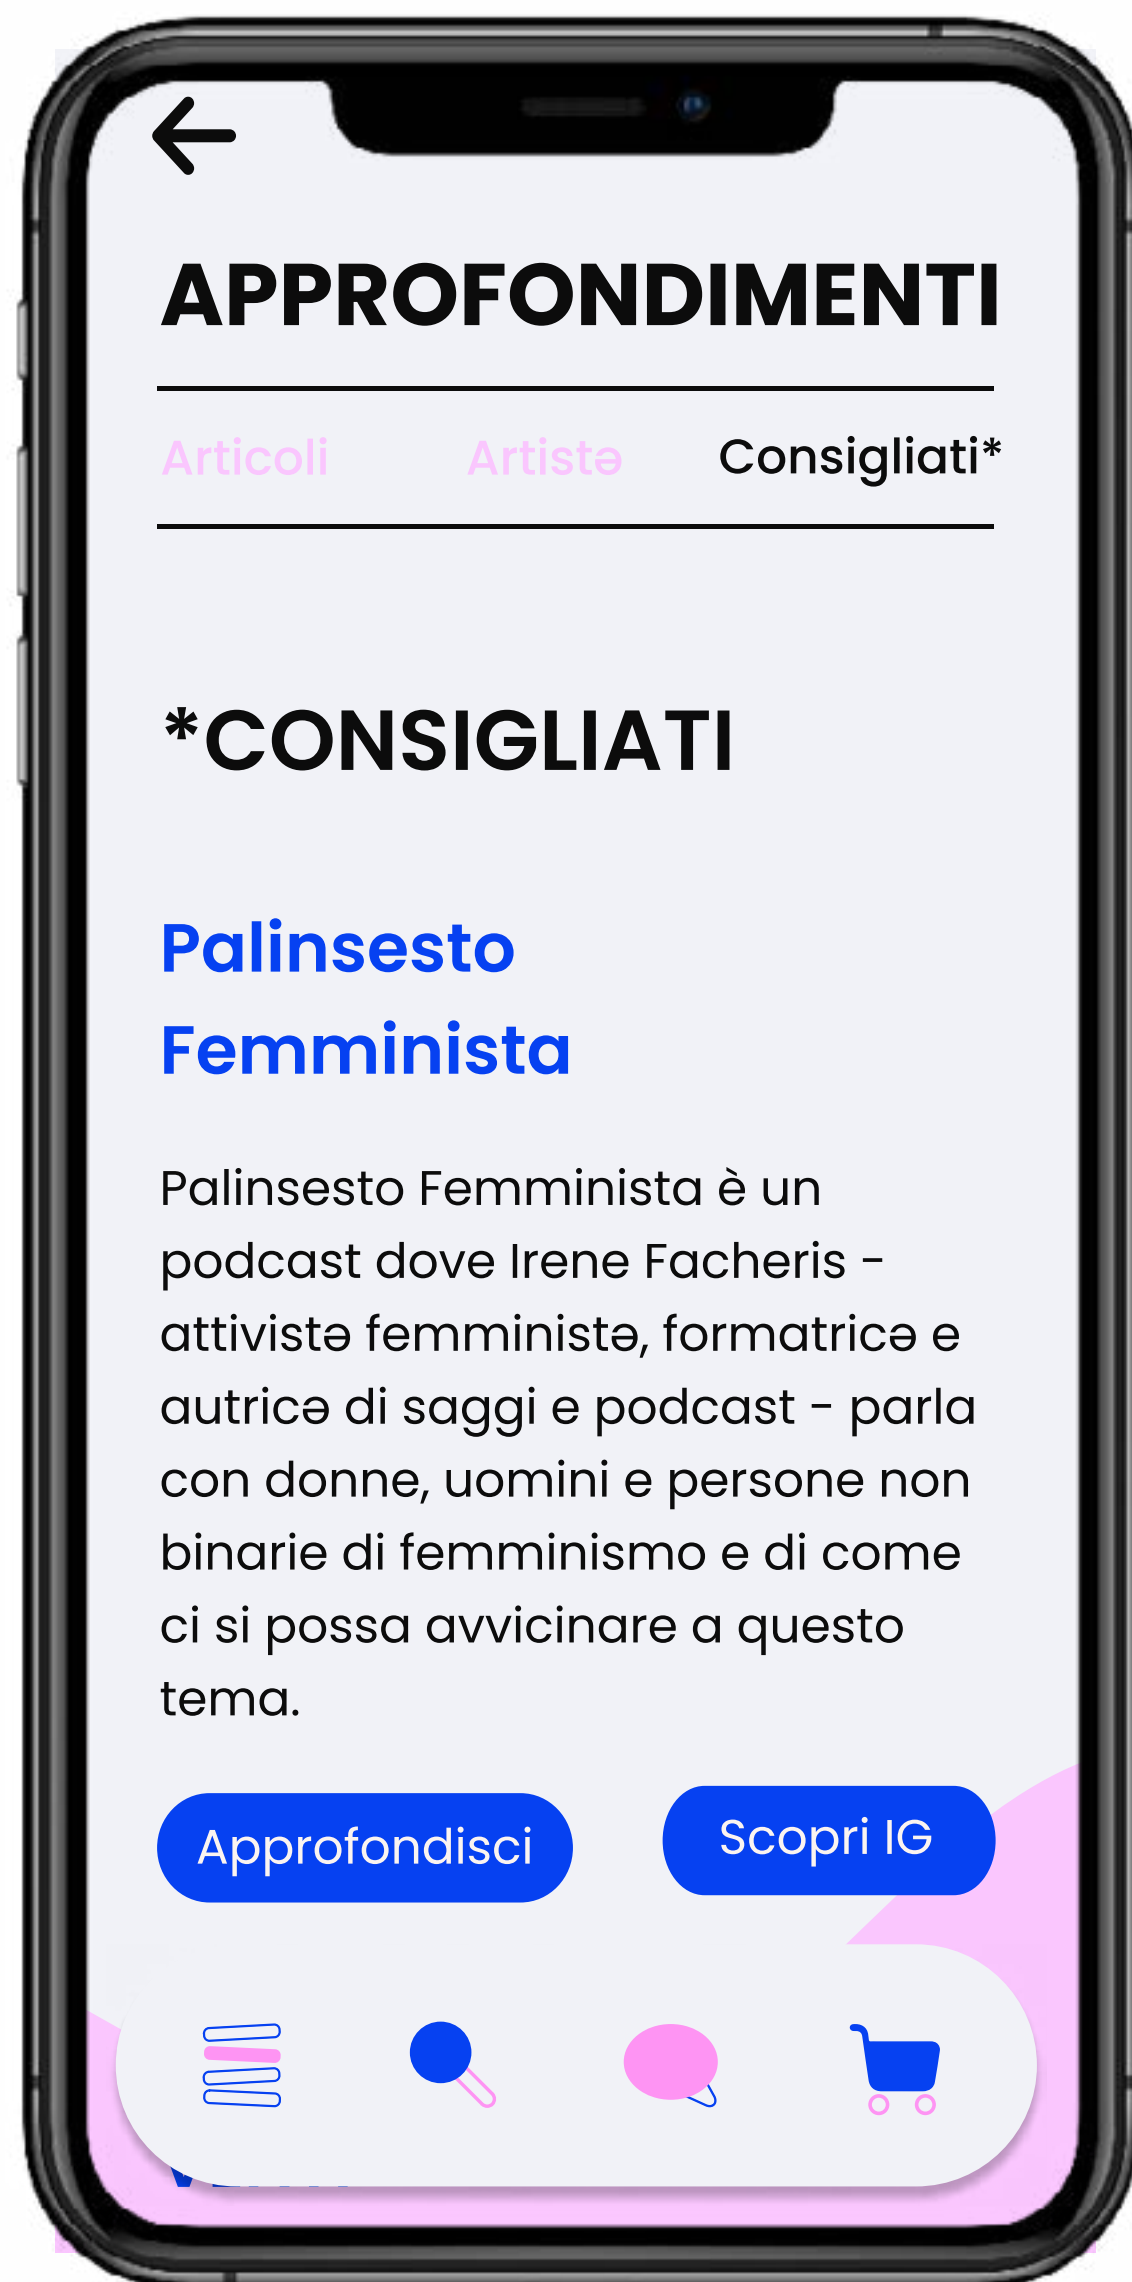 APPROFONDIMENTI
Articoli Artistə Consigliati*
*CONSIGLIATI
Palinsesto
Femminista
Palinsesto Femminista è un
podcast dove Irene Facheris -
attivistə femministə, formatricə e
autricə di saggi e podcast - parla
con donne, uomini e persone non
binarie di femminismo e di come
ci si possa avvicinare a questo
tema.
Approfondisci Scopri IG